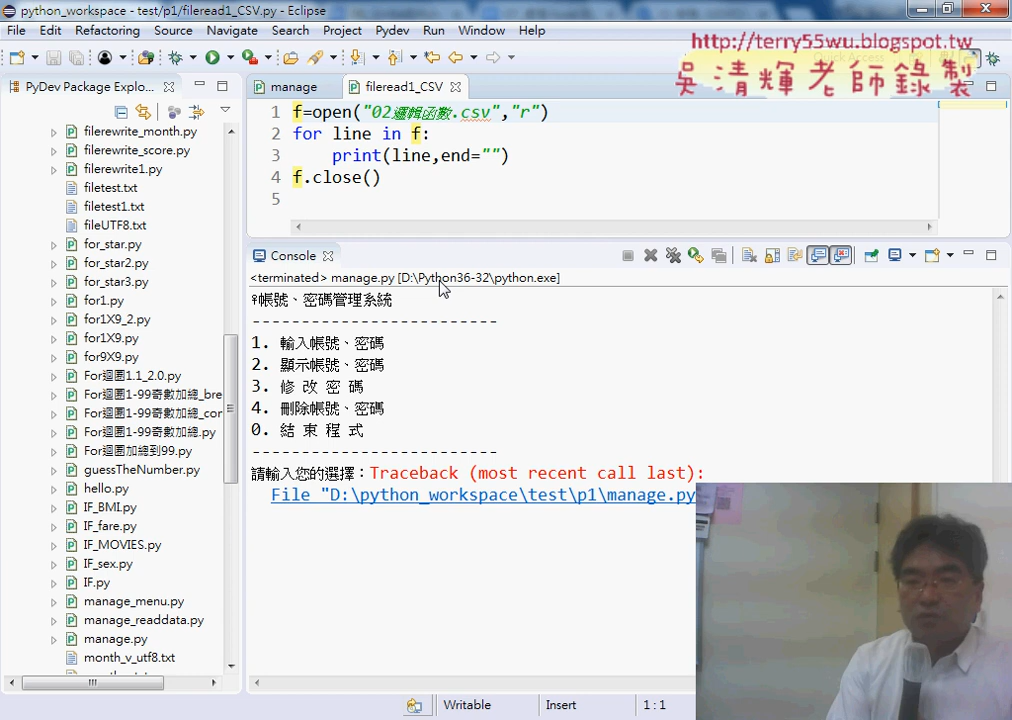 python_workspace - test/p1/fileread1_CSV.py - Eclipse
File Edit Refactoring Source Navigate Search Project Pydev Run Window Help
http://terry55wu.blogspot.tw
吳清輝老師錄製
PyDev Package Explo...
manage
fileread1_CSV
filerewrite_month.py
filerewrite_score.py
filerewrite1.py
filetest.txt
filetest1.txt
fileUTF8.txt
for_star.py
for_star2.py
for_star3.py
for1.py
for1X9_2.py
for1X9.py
for9X9.py
For迴圈1.1_2.0.py
For迴圈1-99奇數加總_bre
For迴圈1-99奇數加總_cor
For迴圈1-99奇數加總.py
For迴圈加總到99.py
guessTheNumber.py
hello.py
IF_BMI.py
IF_fare.py
IF_MOVIES.py
IF_sex.py
IF.py
manage_menu.py
manage_readdata.py
manage.py
month_v_utf8.txt
1 f=open("02邏輯函數.csv","r")
2 for line in f:
3 print(line,end="")
4 f.close()
5
Console
<terminated> manage.py [D:\Python36-32\python.exe]
帳號、密碼管理系統
-------------------------
1. 輸入帳號、密碼
2. 顯示帳號、密碼
3. 修 改 密 碼
4. 刪除帳號、密碼
0. 結 束 程 式
-------------------------
請輸入您的選擇：Traceback (most recent call last):
File "D:\python_workspace\test\p1\manage.py
Writable
Insert
1 : 1